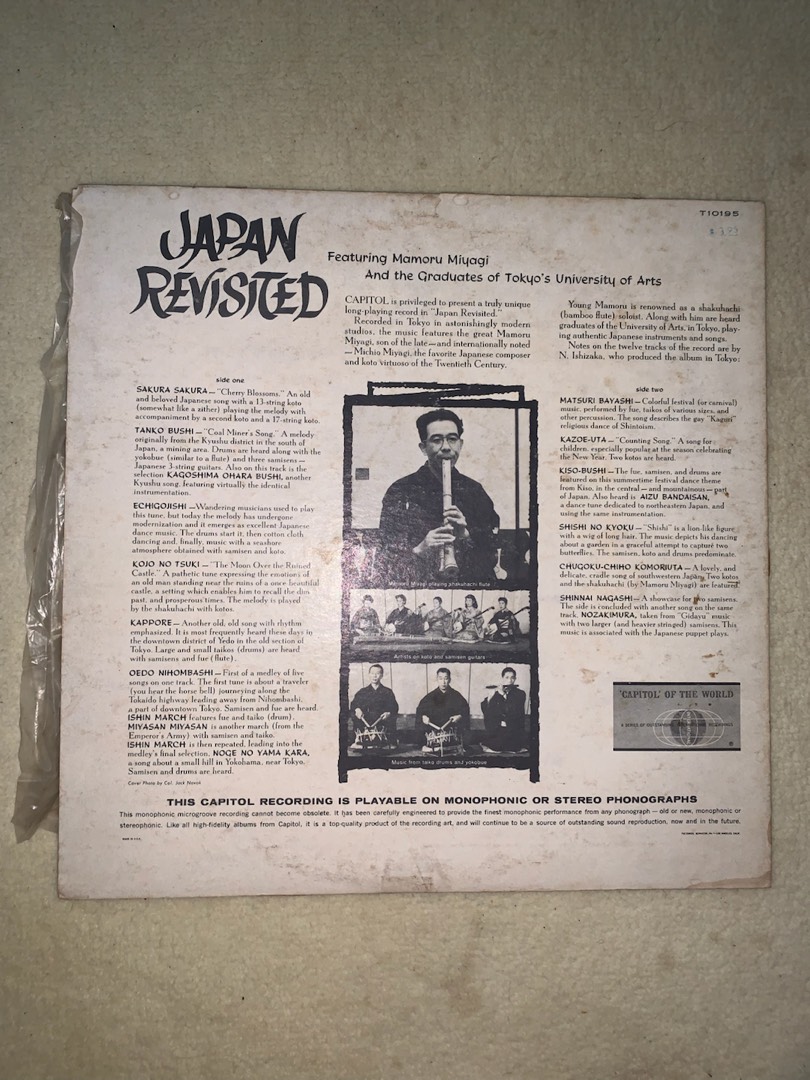 T10195
$ 3.93
JAPAN
REVISITED
Featuring Mamoru Miyagi
And the Graduates of Tokyo's University of Arts
CAPITOL is privileged to present a truly unique
long-playing record in "Japan Revisited."
Recorded in Tokyo in astonishingly modern
studios, the music features the great Mamoru
Miyagi, son of the late—and internationally noted
—Michio Miyagi, the favorite Japanese composer
and koto virtuoso of the Twentieth Century.
Young Mamoru is renowned as a shakuhachi
(bamboo flute) soloist. Along with him are heard
graduates of the University of Arts, in Tokyo, play-
ing authentic Japanese instruments and songs.
Notes on the twelve tracks of the record are by
N. Ishizaka, who produced the album in Tokyo:
side one
SAKURA SAKURA—"Cherry Blossoms." An old
and beloved Japanese song with a 13-string koto
(somewhat like a zither) playing the melody with
accompaniment by a second koto and a 17-string koto.
TANKO BUSHI—"Coal Miner's Song." A melody
originally from the Kyushu district in the south of
Japan, a mining area. Drums are heard along with the
yokobue (similar to a flute) and three samisens—
Japanese 3-string guitars. Also on this track is the
selection KAGOSHIMA OHARA BUSHI, another
Kyushu song, featuring virtually the identical
instrumentation.
ECHIGOJISHI—Wandering musicians used to play
this tune, but today the melody has undergone
modernization and it emerges as excellent Japanese
dance music. The drums start it, then cotton cloth
dancing and, finally, music with a seashore
atmosphere obtained with samisen and koto.
KOJO NO TSUKI—"The Moon Over the Ruined
Castle." A pathetic tune expressing the emotions of
an old man standing near the ruins of a once beautiful
castle, a setting which enables him to recall the dim
past, and prosperous times. The melody is played
by the shakuhachi with kotos.
KAPPORE—Another old, old song with rhythm
emphasized. It is most frequently heard these days in
the downtown district of Yedo in the old section of
Tokyo. Large and small taikos (drums) are heard
with samisens and fue (flute).
OEDO NIHOMBASHI—First of a medley of five
songs on one track. The first tune is about a traveler
(you hear the horse bell) journeying along the
Tokaido highway leading away from Nihombashi,
a part of downtown Tokyo. Samisen and fue are heard.
ISHIN MARCH features fue and taiko (drum).
MIYASAN MIYASAN is another march (from the
Emperor's Army) with samisen and taiko.
ISHIN MARCH is then repeated, leading into the
medley's final selection, NOGE NO YAMA KARA,
a song about a small hill in Yokohama, near Tokyo.
Samisen and drums are heard.
Cover Photo by Col. Jack Novak
Mamoru Miyagi playing shakuhachi flute
Artists on koto and samisen guitars
Music from taiko drums and yokobue
side two
MATSURI BAYASHI—Colorful festival (or carnival)
music, performed by fue, taikos of various sizes, and
other percussion. The song describes the gay "Kaguri"
religious dance of Shintoism.
KAZOE-UTA—"Counting Song." A song for
children, especially popular at the season celebrating
the New Year. Two kotos are heard.
KISO-BUSHI—The fue, samisen, and drums are
featured on this summertime festival dance theme
from Kiso, in the central—and mountainous—part
of Japan. Also heard is AIZU BANDAISAN,
a dance tune dedicated to northeastern Japan, and
using the same instrumentation.
SHISHI NO KYOKU—"Shishi" is a lion-like figure
with a wig of long hair. The music depicts his dancing
about a garden in a graceful attempt to capture two
butterflies. The samisen, koto and drums predominate.
CHUGOKU-CHIHO KOMORIUTA—A lovely, and
delicate, cradle song of southwestern Japan. Two kotos
and the shakuhachi (by Mamoru Miyagi) are featured.
SHINNAI NAGASHI—A showcase for two samisens.
The side is concluded with another song on the same
track, NOZAKIMURA, taken from "Gidayu" music
with two larger (and heavier stringed) samisens. This
music is associated with the Japanese puppet plays.
'CAPITOL' OF THE WORLD
THIS CAPITOL RECORDING IS PLAYABLE ON MONOPHONIC OR STEREO PHONOGRAPHS
This monophonic microgroove recording cannot become obsolete. It has been carefully engineered to provide the finest monophonic performance from any phonograph—old or new, monophonic or
stereophonic. Like all high-fidelity albums from Capitol, it is a top-quality product of the recording art, and will continue to be a source of outstanding sound reproduction, now and in the future.